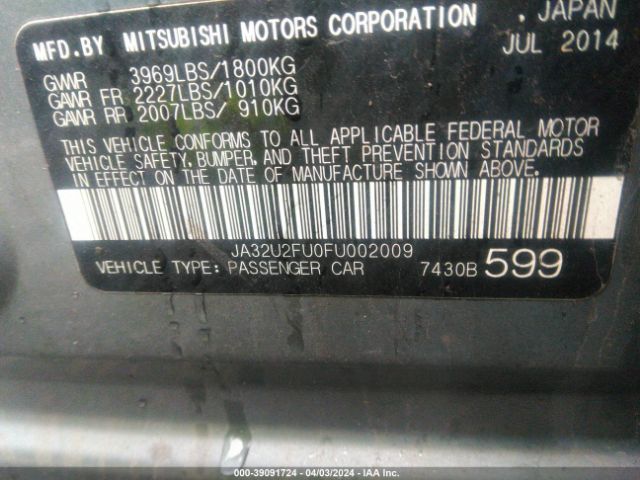 MFD. BY MITSUBISHI MOTORS CORPORATION , JAPAN
JUL 2014
GVWR 3969LBS/1800KG
GAWR FR 2227LBS/1010KG
GAWR RR 2007LBS/ 910KG
THIS VEHICLE CONFORMS TO ALL APPLICABLE FEDERAL MOTOR
VEHICLE SAFETY, BUMPER, AND THEFT PREVENTION STANDARDS
IN EFFECT ON THE DATE OF MANUFACTURE SHOWN ABOVE.
JA32U2FU0FU002009
VEHICLE TYPE: PASSENGER CAR 7430B 599
000-39091724 - 04/03/2024 - IAA Inc.